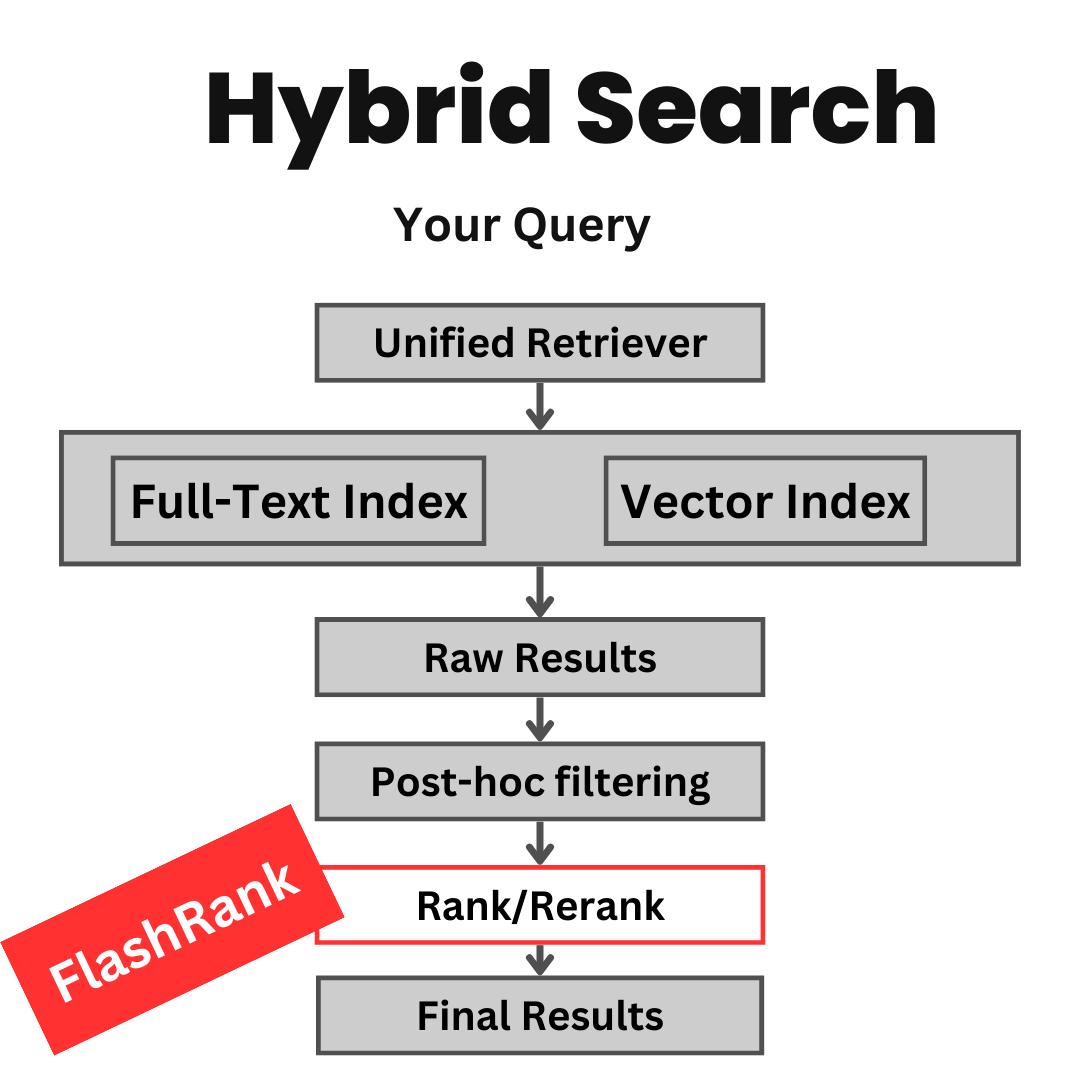 Hybrid Search
Your Query
Unified Retriever
Full-Text Index
Vector Index
Raw Results
Post-hoc filtering
FlashRank
Rank/Rerank
Final Results